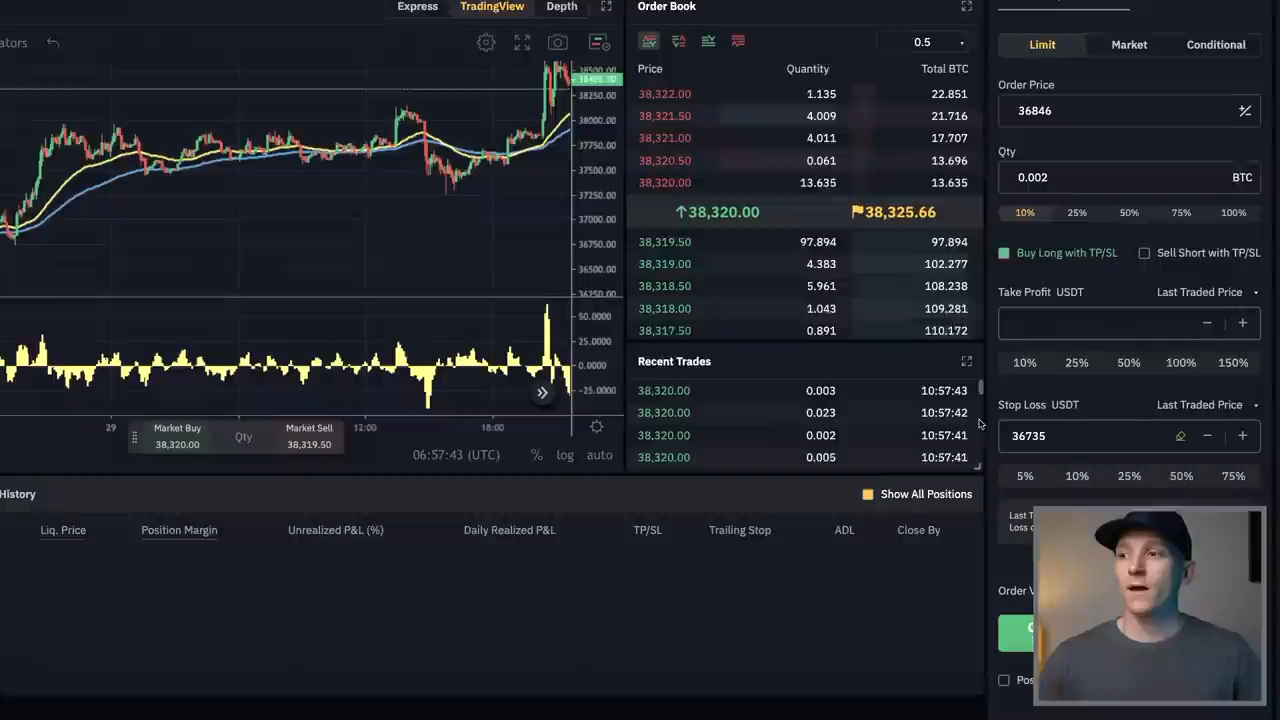 Express TradingView Depth
ators
38500.00
38250.00
38000.00
37750.00
37500.00
37250.00
37000.00
36750.00
36500.00
36250.00
50.0000
25.0000
0.0000
−25.0000
29 12:00 18:00
Market Buy Qty Market Sell
38,320.00 38,319.50
06:57:43 (UTC) % log auto
Order Book
0.5
Price Quantity Total BTC
38,322.00 1.135 22.851
38,321.50 4.009 21.716
38,321.00 4.011 17.707
38,320.50 0.061 13.696
38,320.00 13.635 13.635
↑38,320.00 38,325.66
38,319.50 97.894 97.894
38,319.00 4.383 102.277
38,318.50 5.961 108.238
38,318.00 1.043 109.281
38,317.50 0.891 110.172
Recent Trades
38,320.00 0.003 10:57:43
38,320.00 0.023 10:57:42
38,320.00 0.002 10:57:41
38,320.00 0.005 10:57:41
Limit Market Conditional
Order Price
36846
Qty
0.002 BTC
10% 25% 50% 75% 100%
Buy Long with TP/SL Sell Short with TP/SL
Take Profit USDT Last Traded Price
10% 25% 50% 100% 150%
Stop Loss USDT Last Traded Price
36735
5% 10% 25% 50% 75%
Last T
Loss
Order V
Pos
History Show All Positions
Liq. Price Position Margin Unrealized P&L (%) Daily Realized P&L TP/SL Trailing Stop ADL Close By